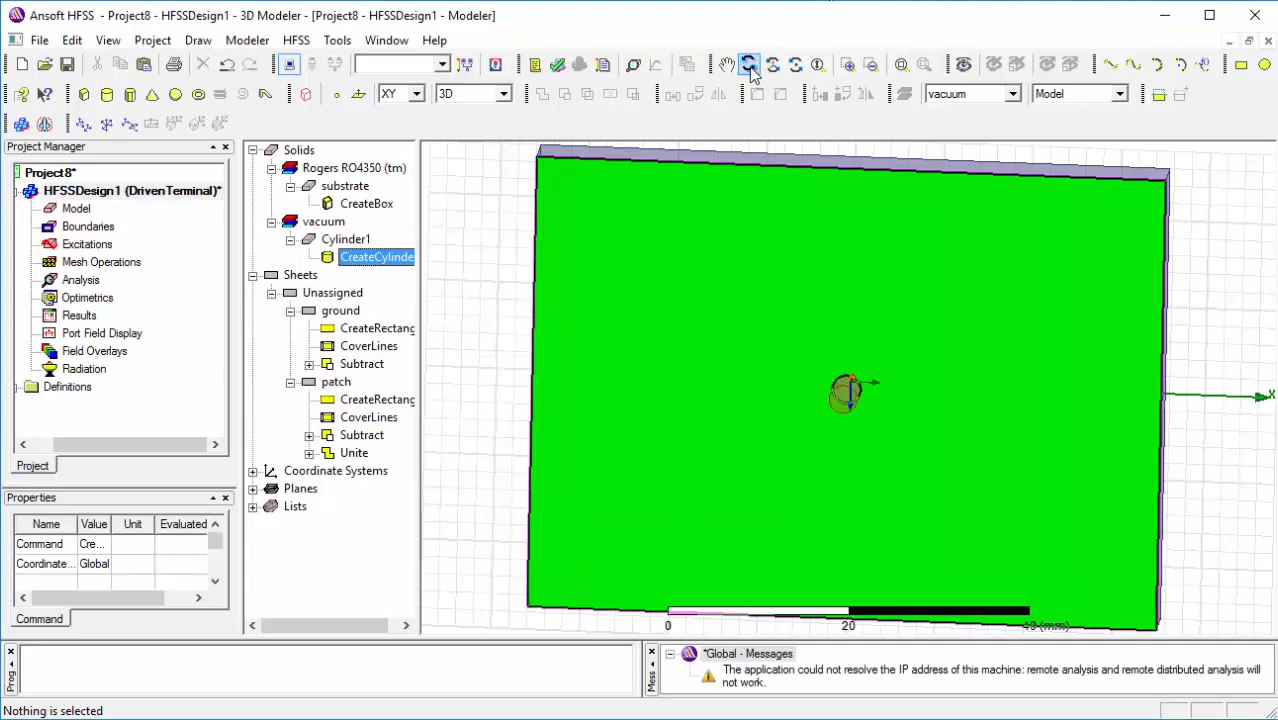 Ansoft HFSS - Project8 - HFSSDesign1 - 3D Modeler - [Project8 - HFSSDesign1 - Modeler]
File Edit View Project Draw Modeler HFSS Tools Window Help
XY 3D vacuum Model
Project Manager
Project8*
HFSSDesign1 (DrivenTerminal)*
Model
Boundaries
Excitations
Mesh Operations
Analysis
Optimetrics
Results
Port Field Display
Field Overlays
Radiation
Definitions
Project
Properties
Name Value Unit Evaluated
Command Cre...
Coordinate... Global
Command
Solids
Rogers RO4350 (tm)
substrate
CreateBox
vacuum
Cylinder1
CreateCylinde
Sheets
Unassigned
ground
CreateRectang
CoverLines
Subtract
patch
CreateRectang
CoverLines
Subtract
Unite
Coordinate Systems
Planes
Lists
X
0 20 40 (mm)
Prog
Mess
*Global - Messages
The application could not resolve the IP address of this machine: remote analysis and remote distributed analysis will
not work.
Nothing is selected